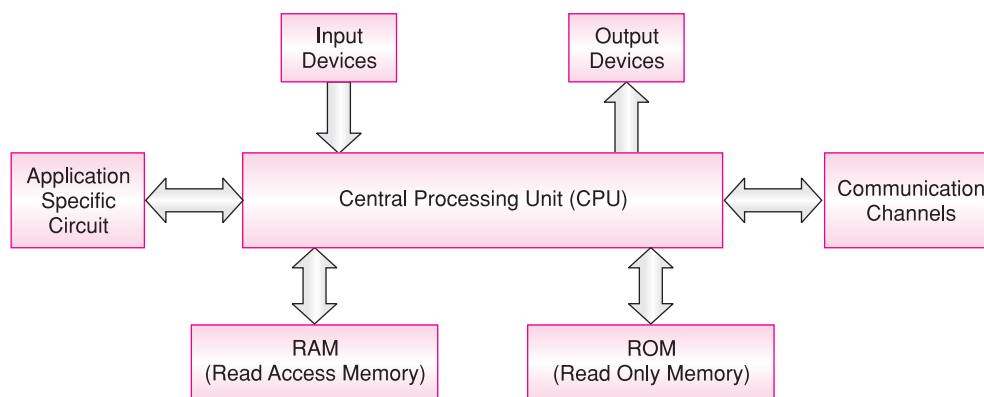 Input
Devices
Output
Devices
Application
Specific
Circuit
Central Processing Unit (CPU)
Communication
Channels
RAM
(Read Access Memory)
ROM
(Read Only Memory)